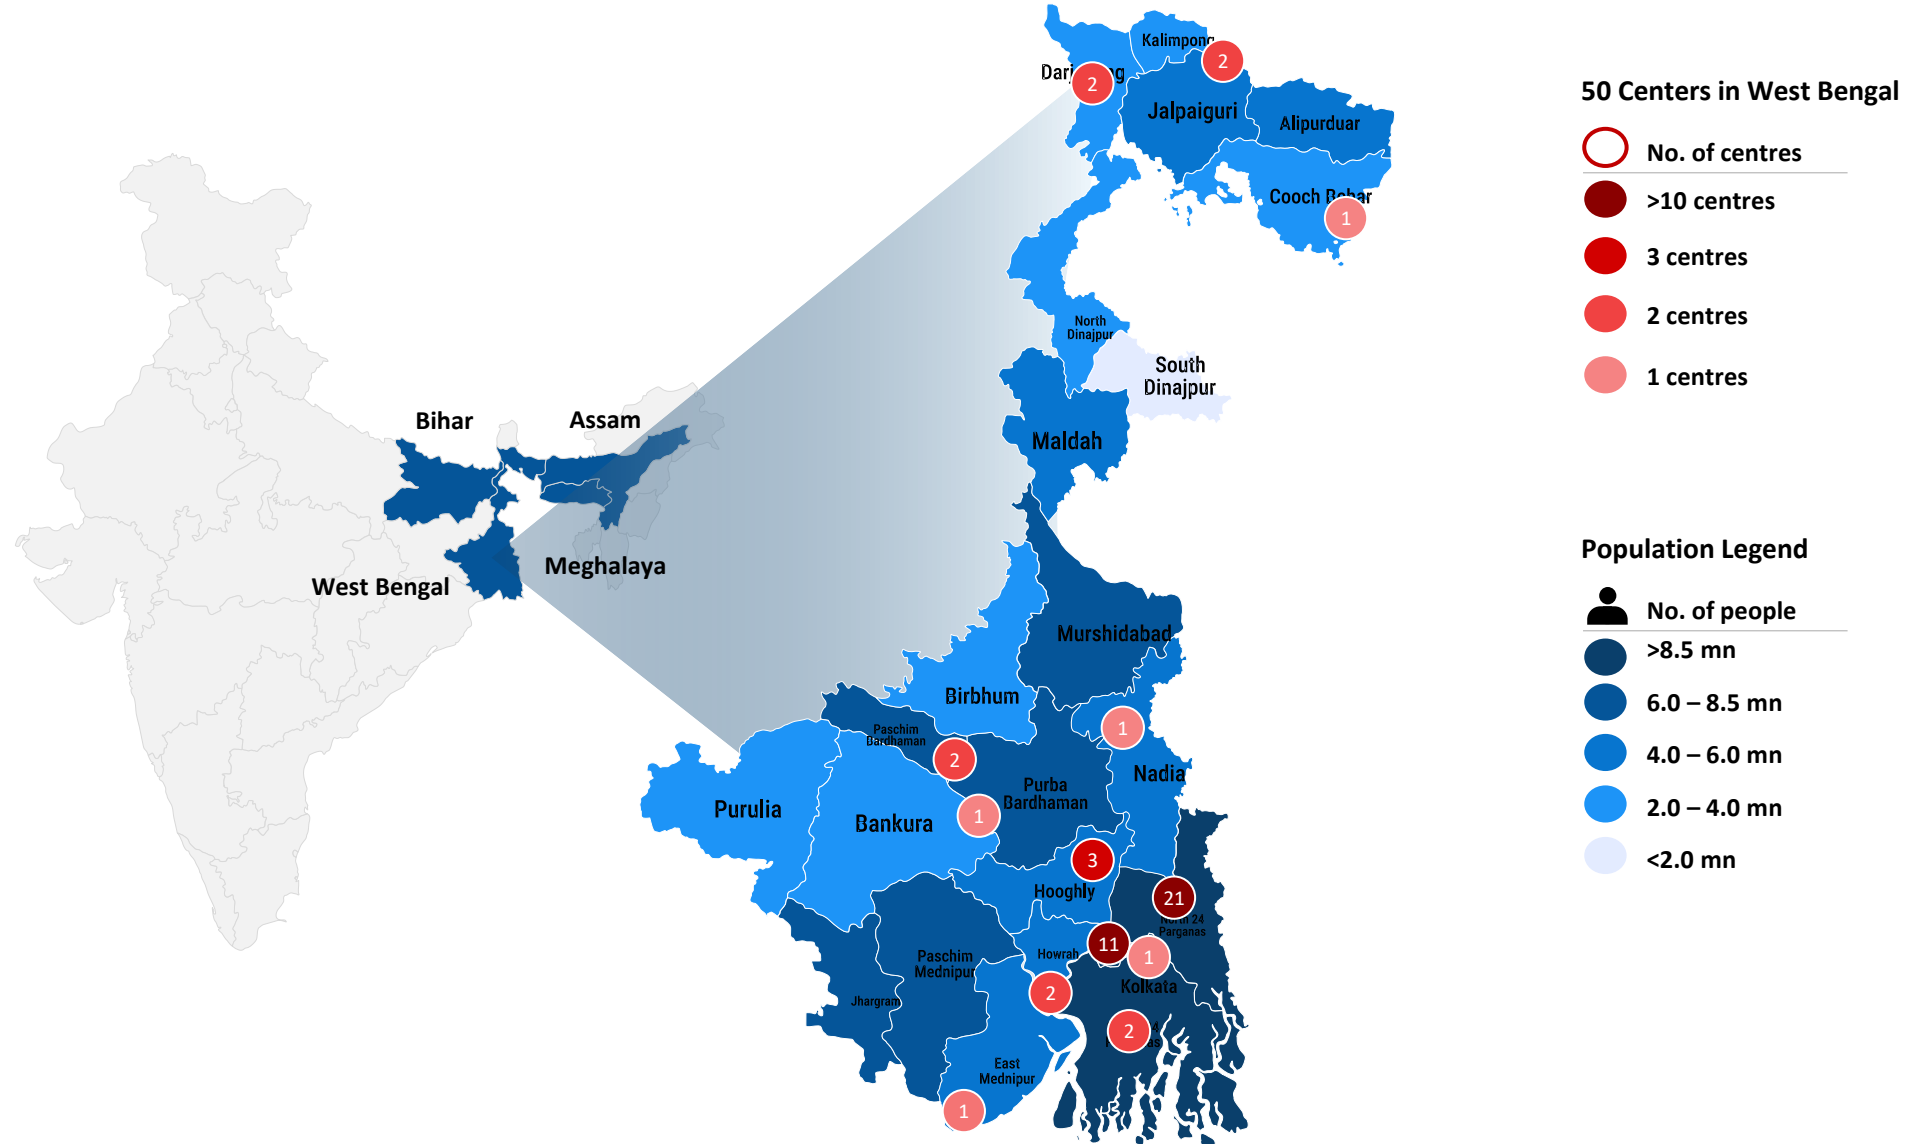 Kalimpong
2
Darj
g
2
Jalpaiguri
Alipurduar
Cooch Behar
1
North
Dinajpur
South
Dinajpur
Maldah
Bihar
Assam
West Bengal
Meghalaya
Murshidabad
Birbhum
Paschim
Bardhaman
2
1
Nadia
Purulia
Bankura
1
Purba
Bardhaman
3
Hooghly
21
North 24
Parganas
11
1
Howrah
Kolkata
Paschim
Mednipur
2
Jhargram
2
4
as
East
Mednipur
1
50 Centers in West Bengal
No. of centres
>10 centres
3 centres
2 centres
1 centres
Population Legend
No. of people
>8.5 mn
6.0 – 8.5 mn
4.0 – 6.0 mn
2.0 – 4.0 mn
<2.0 mn